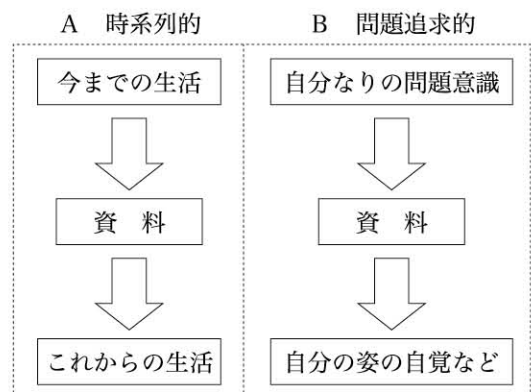 A 時系列的
B 問題追求的
今までの生活
自分なりの問題意識
資 料
資 料
これからの生活
自分の姿の自覚など